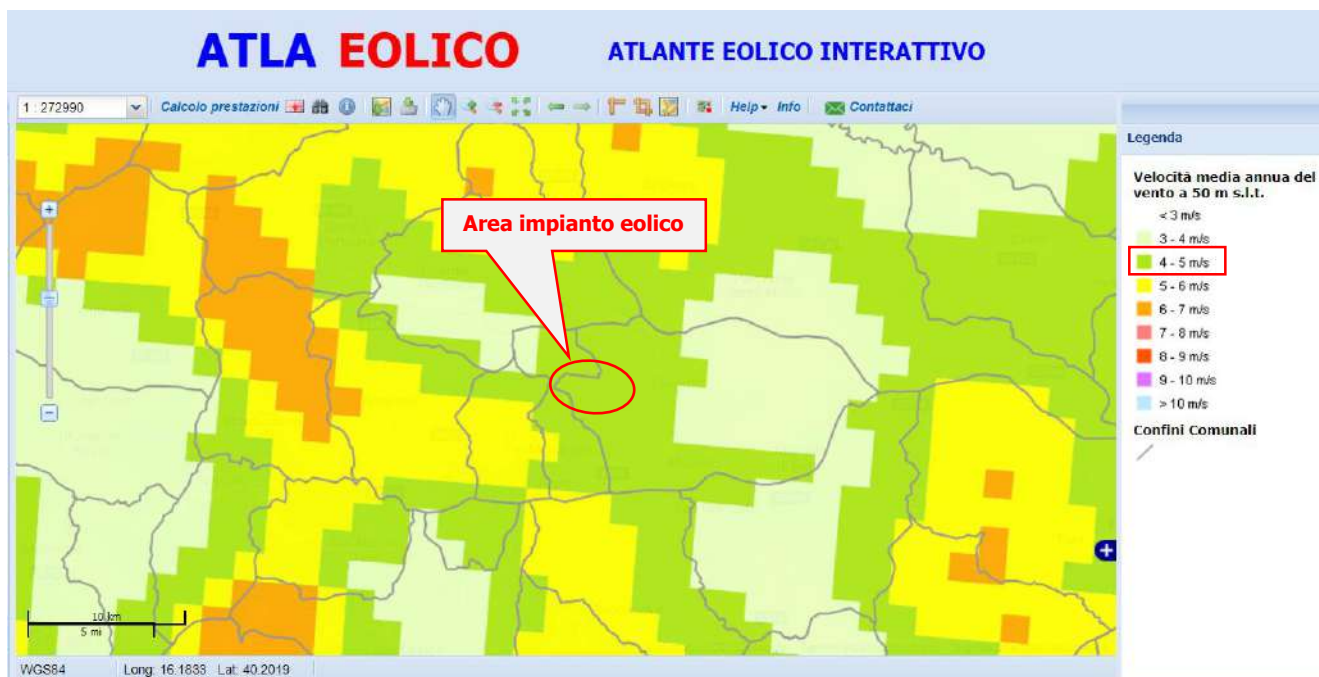 ATLA EOLICO ATLANTE EOLICO INTERATTIVO
1 : 272990 Calcolo prestazioni Help Info Contattaci
Legenda
Velocità media annua del
vento a 50 m s.l.t.
< 3 m/s
3 - 4 m/s
4 - 5 m/s
5 - 6 m/s
6 - 7 m/s
7 - 8 m/s
8 - 9 m/s
9 - 10 m/s
> 10 m/s
Confini Comunali
Area impianto eolico
10 km
5 mi
WGS84 Long: 16.1833 Lat: 40.2019